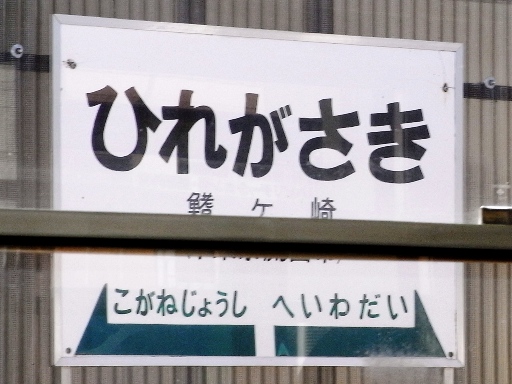 ひれがさき
鰭ヶ崎
こがねじょうし へいわだい